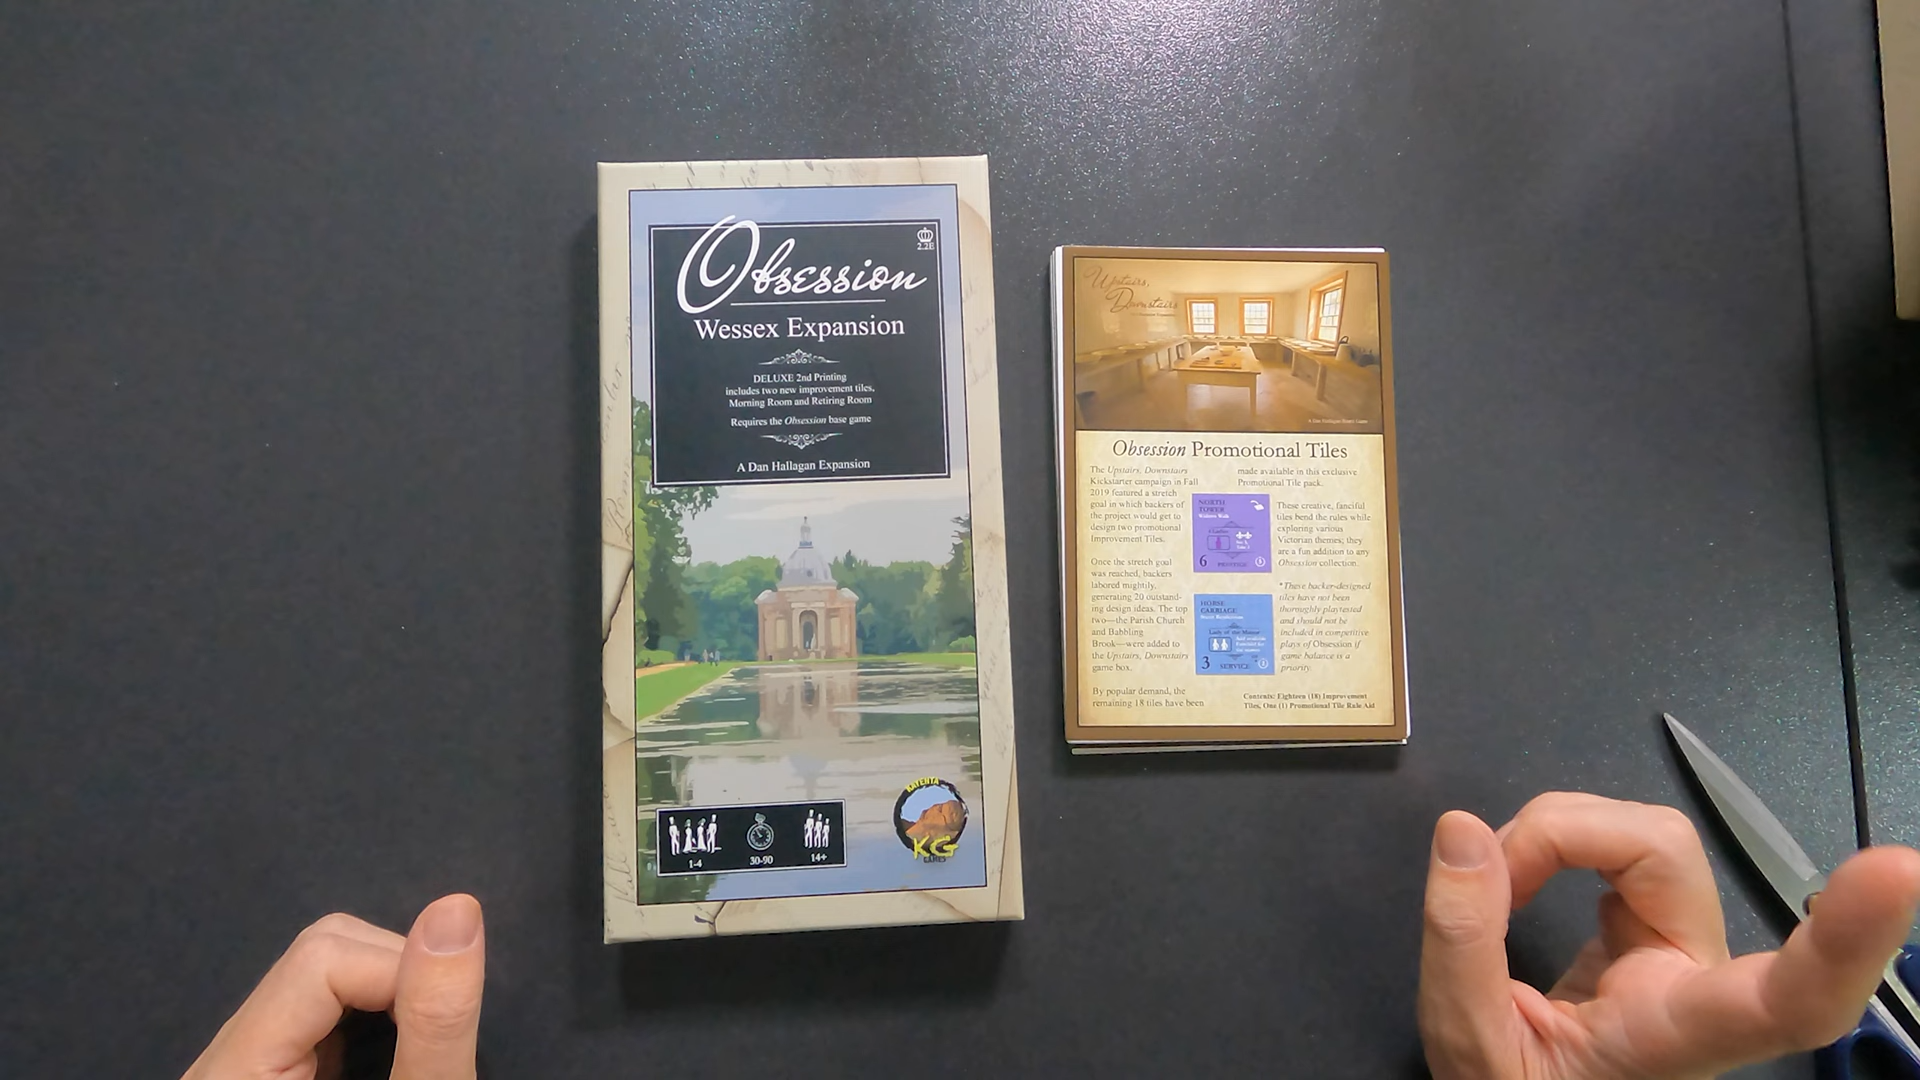 Obsession
2.2E
Wessex Expansion
DELUXE 2nd Printing
includes two new improvement tiles,
Morning Room and Retiring Room
Requires the Obsession base game
A Dan Hallagan Expansion
1-4
30-90
14+
KAYENTA
KG
GAMES
Upstairs,
Downstairs
Obsession Promotional Tiles
The Upstairs, Downstairs
Kickstarter campaign in Fall
2019 featured a stretch
goal in which backers of
the project would get to
design two promotional
Improvement Tiles.
Once the stretch goal
was reached, backers
labored mightily,
generating 20 outstand-
ing design ideas. The top
two—the Parish Church
and Babbling
Brook—were added to
the Upstairs, Downstairs
game box.
By popular demand, the
remaining 18 tiles have been
made available in this exclusive
Promotional Tile pack.
NORTH
TOWER
6 PRESTIGE
HORSE
CARRIAGE
Lady of the Manor
3 SERVICE
These creative, fanciful
tiles bend the rules while
exploring various
Victorian themes; they
are a fun addition to any
Obsession collection.
*These backer-designed
tiles have not been
thoroughly playtested
and should not be
included in competitive
plays of Obsession if
game balance is a
priority.
Contents: Eighteen (18) Improvement
Tiles, One (1) Promotional Tile Rule Aid